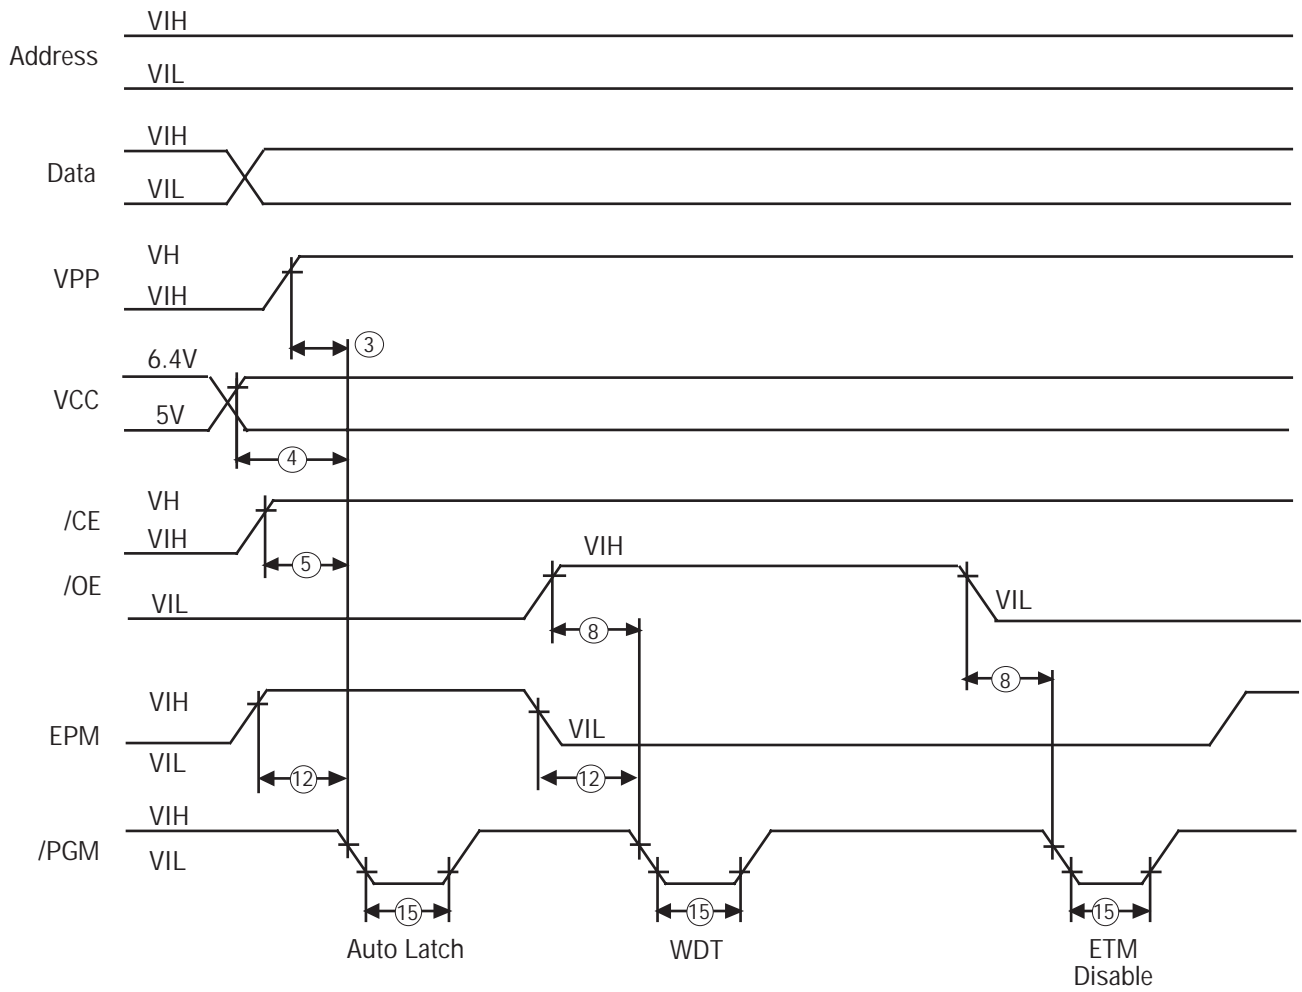 VIH
Address
VIL
VIH
Data
VIL
VH
VPP
VIH
3
6.4V
VCC
5V
4
VH
/CE
VIH
5
VIH
/OE
VIL
VIL
8
8
VIH
EPM
VIL
VIL
12
12
VIH
/PGM
VIL
15
15
15
Auto Latch
WDT
ETM
Disable